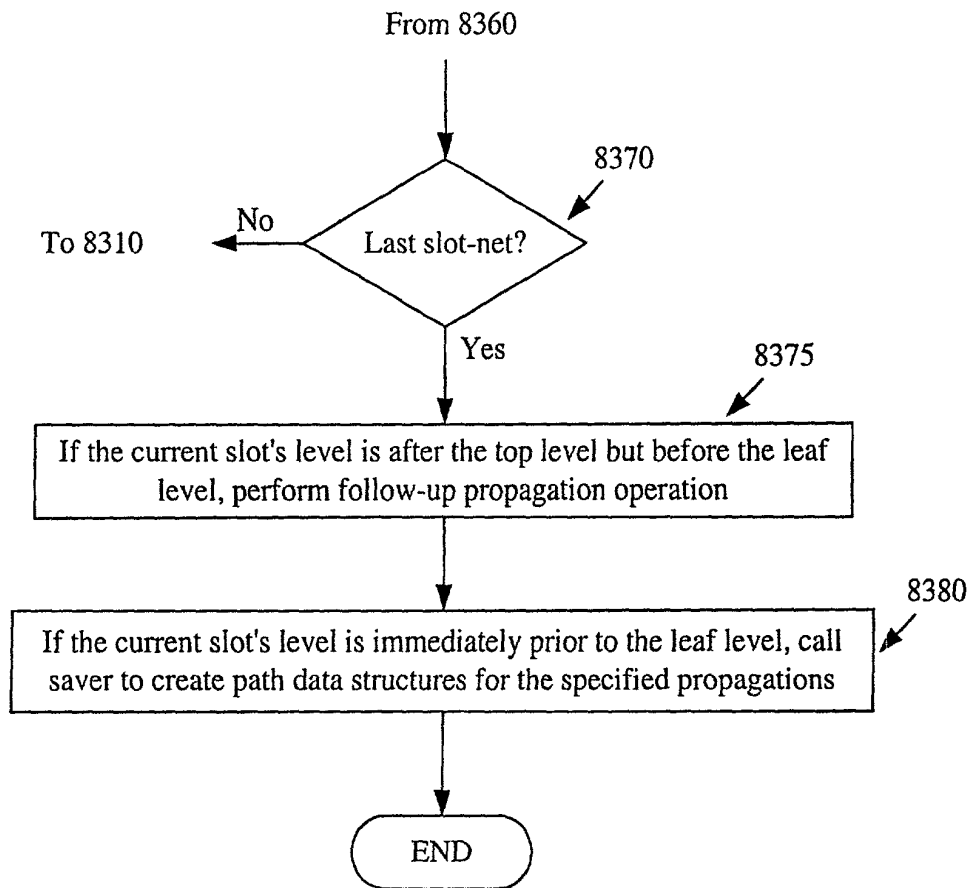 From 8360
8370
No
To 8310
Last slot-net?
Yes
8375
If the current slot's level is after the top level but before the leaf
level, perform follow-up propagation operation
8380
If the current slot's level is immediately prior to the leaf level, call
saver to create path data structures for the specified propagations
END